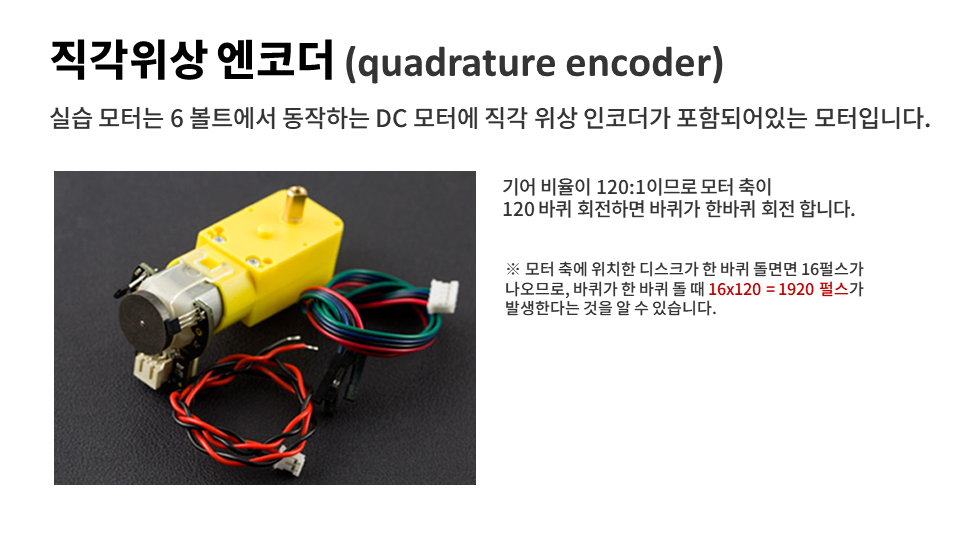 직각위상 엔코더 (quadrature encoder)
실습 모터는 6 볼트에서 동작하는 DC 모터에 직각 위상 인코더가 포함되어있는 모터입니다.
기어 비율이 120:1이므로 모터 축이
120 바퀴 회전하면 바퀴가 한바퀴 회전 합니다.
※ 모터 축에 위치한 디스크가 한 바퀴 돌면면 16펄스가
나오므로, 바퀴가 한 바퀴 돌 때 16x120 = 1920 펄스가
발생한다는 것을 알 수 있습니다.